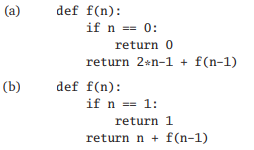 (a) def f(n):
if n == 0:
return 0
return 2*n-1 + f(n-1)
(b) def f(n):
if n == 1:
return 1
return n + f(n-1)